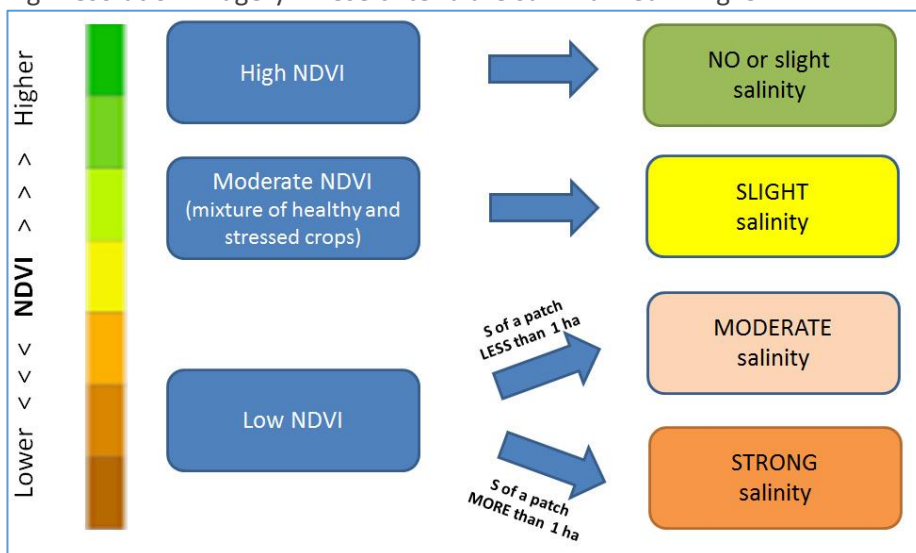 Higher
> > >
NDVI
< < <
Lower
High NDVI
NO or slight
salinity
Moderate NDVI
(mixture of healthy and
stressed crops)
SLIGHT
salinity
Low NDVI
S of a patch
LESS than 1 ha
MODERATE
salinity
S of a patch
MORE than 1 ha
STRONG
salinity